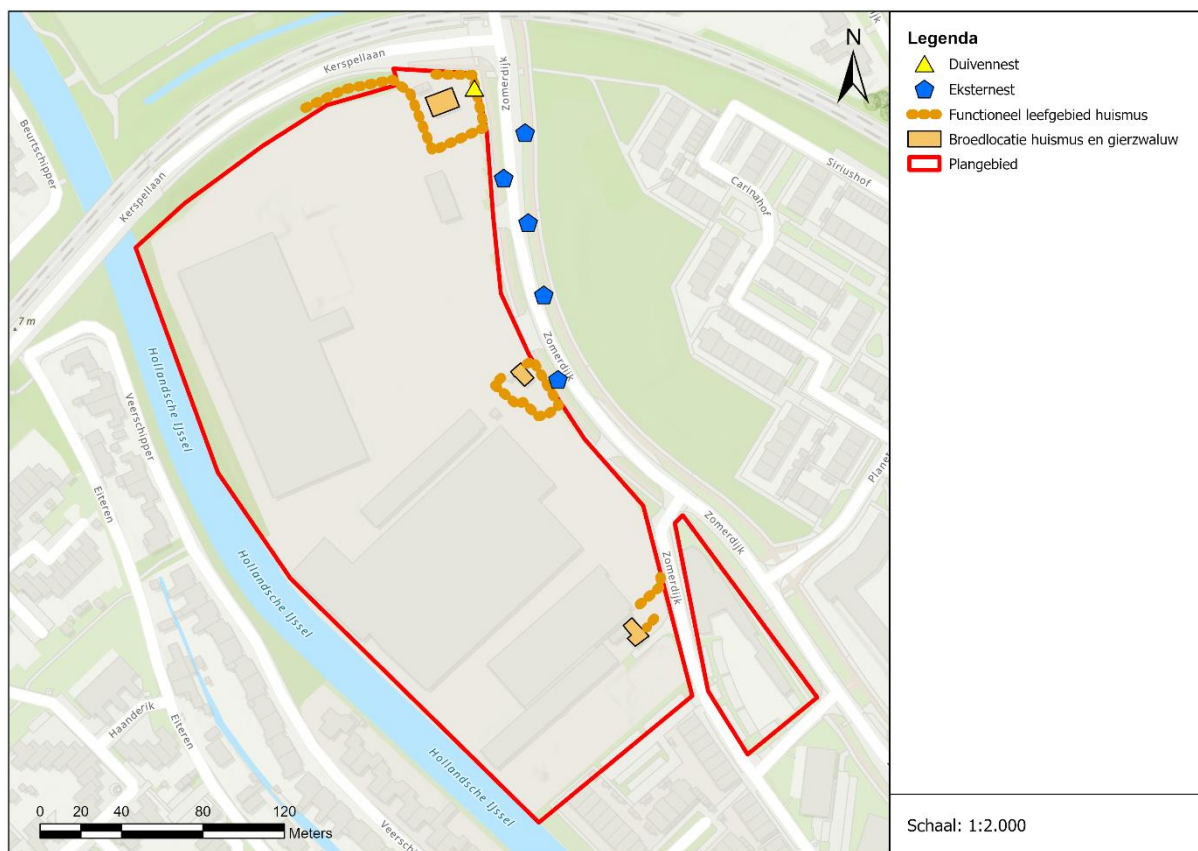 Kerspellaan
Zomerdijk
N
Beurtschipper
Kerspellaan
Siriushof
Carinahof
7 m
Hollandsche IJssel
Veerschipper
Zomerdijk
Eiteren
Planet
Zomerdijk
Zomerdijk
Hollandsche IJssel
Haanderik
Eiteren
Hollandsche IJssel
Veerschipper
0 20 40 80 120
Meters
Legenda
Duivennest
Eksternest
Functioneel leefgebied huismus
Broedlocatie huismus en gierzwaluw
Plangebied
Schaal: 1:2.000